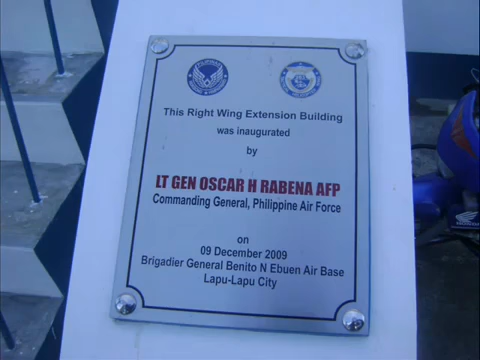 This Right Wing Extension Building
was inaugurated
by
LT GEN OSCAR H RABENA AFP
Commanding General, Philippine Air Force
on
09 December 2009
Brigadier General Benito N Ebuen Air Base
Lapu-Lapu City
HONDA